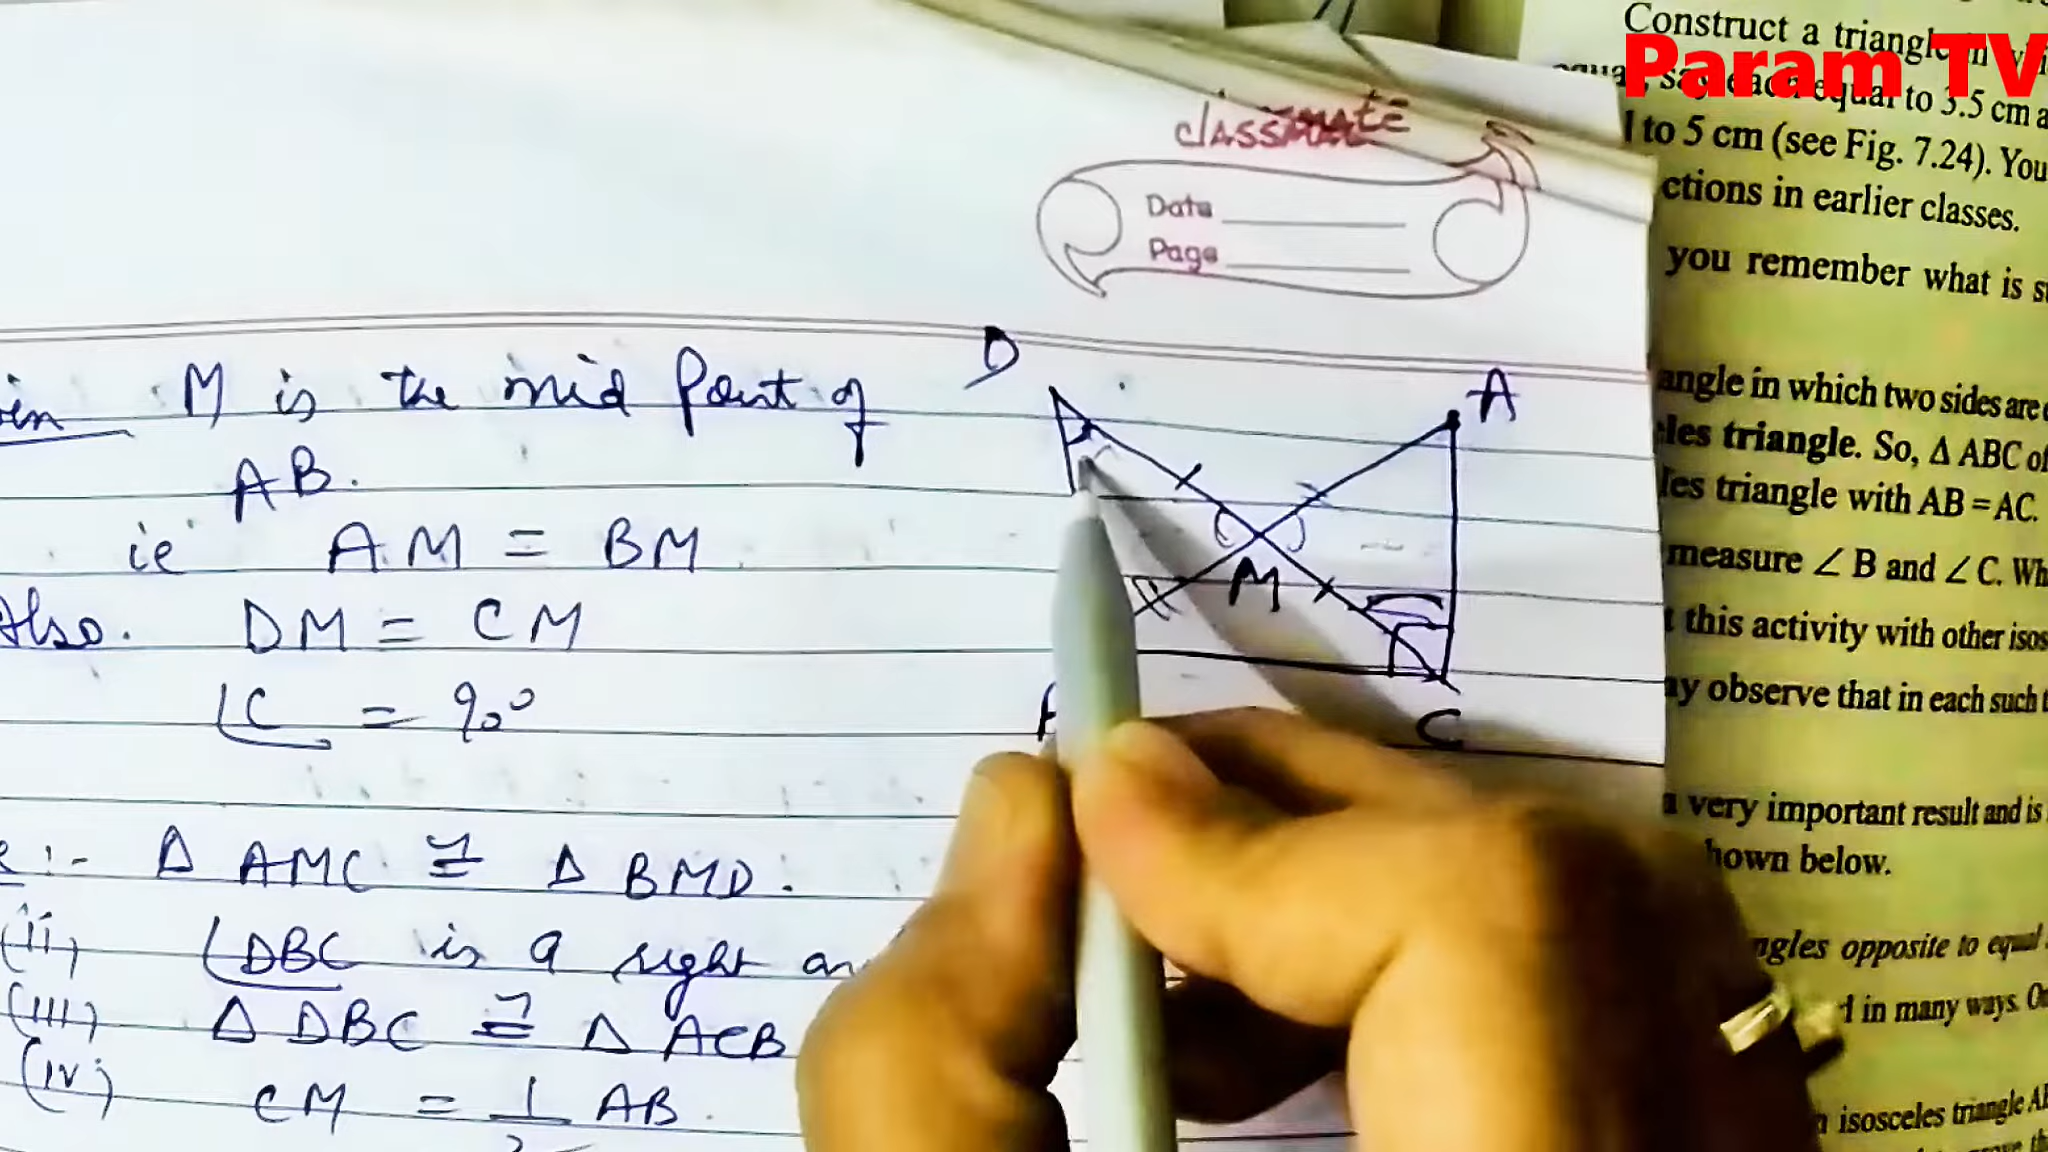 Param TV
Construct a triangle in
say each equal to 3.5 cm
to 5 cm (see Fig. 7.24). You
ctions in earlier classes.
you remember what is
classmate
Date
Page
M is the mid Point of
AB.
ie AM = BM
Also. DM = CM
∠C = 90°
:- Δ AMC ≅ Δ BMD.
(ii) ∠DBC is a right
(iii) Δ DBC ≅ Δ ACB
(iv) CM = 1 AB.
D
A
M
C
angle in which two sides are
les triangle. So, Δ ABC of
les triangle with AB = AC.
measure ∠ B and ∠ C.
this activity with other
observe that in each such
very important result and is
hown below.
ngles opposite to equal
in many ways.
isosceles triangle